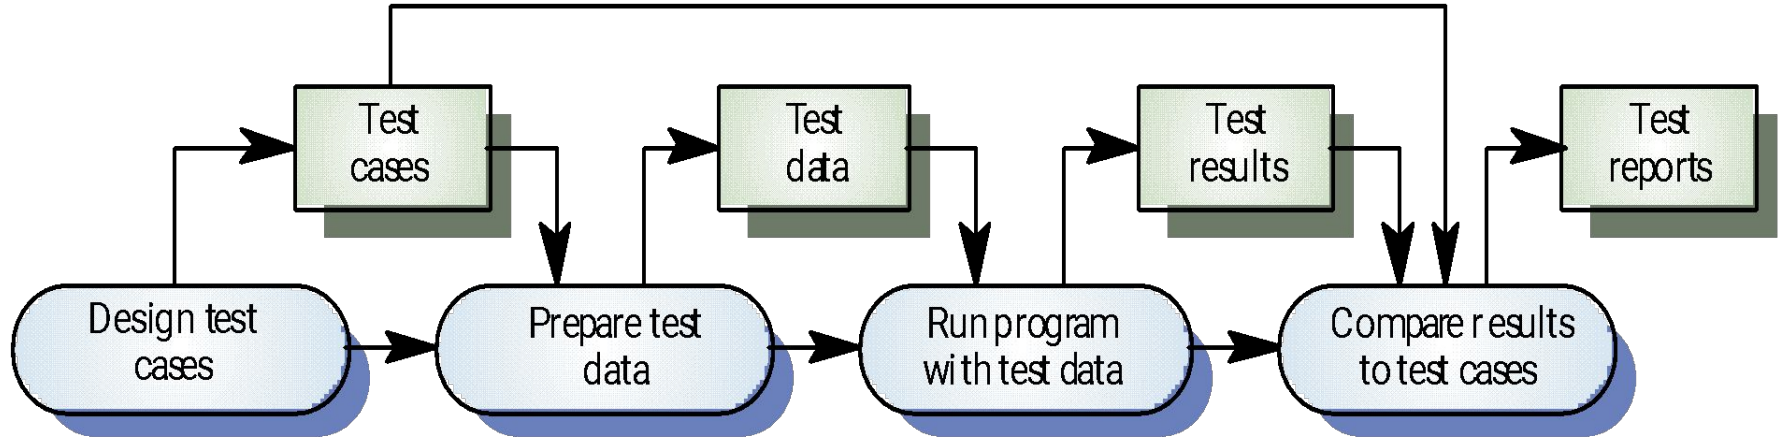 Test
cases
Test
data
Test
results
Test
reports
Design test
cases
Prepare test
data
Run program
with test data
Compare results
to test cases